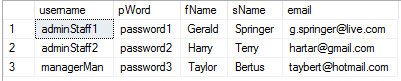 username pWord fName sName email
1 adminStaff1 password1 Gerald Springer g.springer@live.com
2 adminStaff2 password2 Harry Terry hartar@gmail.com
3 managerMan password3 Taylor Bertus taybert@hotmail.com